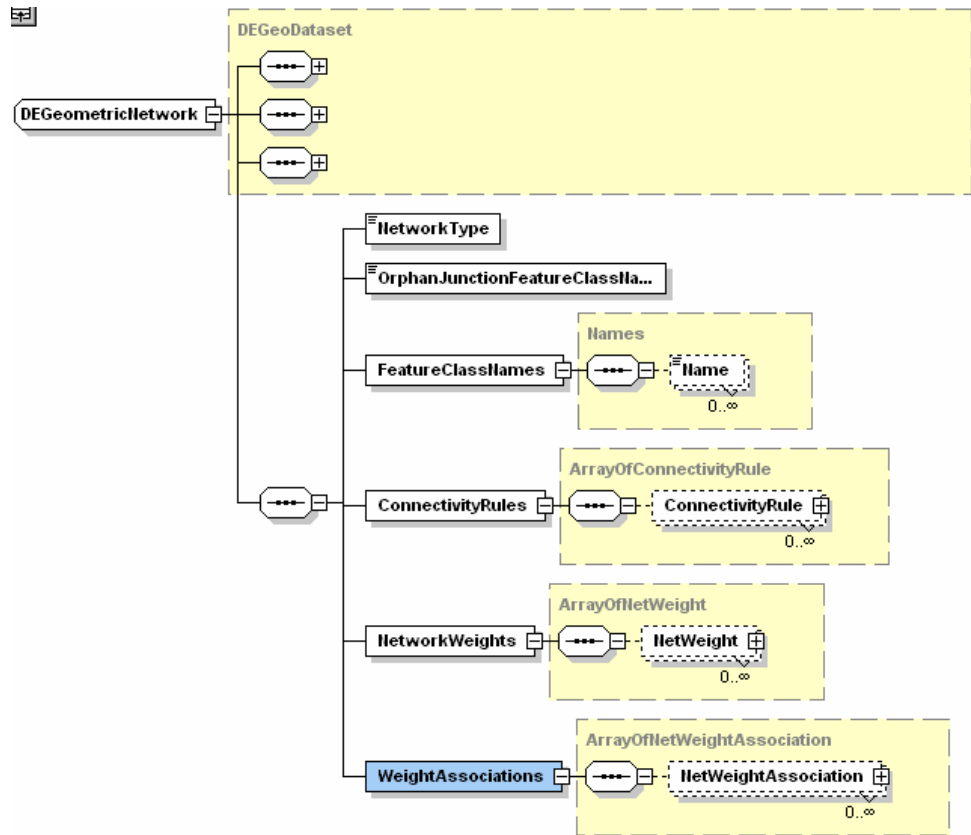 DEGeoDataset
DEGeometricNetwork
NetworkType
OrphanJunctionFeatureClassNa...
Names
FeatureClassNames
Name
0..∞
ArrayOfConnectivityRule
ConnectivityRules
ConnectivityRule
0..∞
ArrayOfNetWeight
NetworkWeights
NetWeight
0..∞
ArrayOfNetWeightAssociation
WeightAssociations
NetWeightAssociation
0..∞